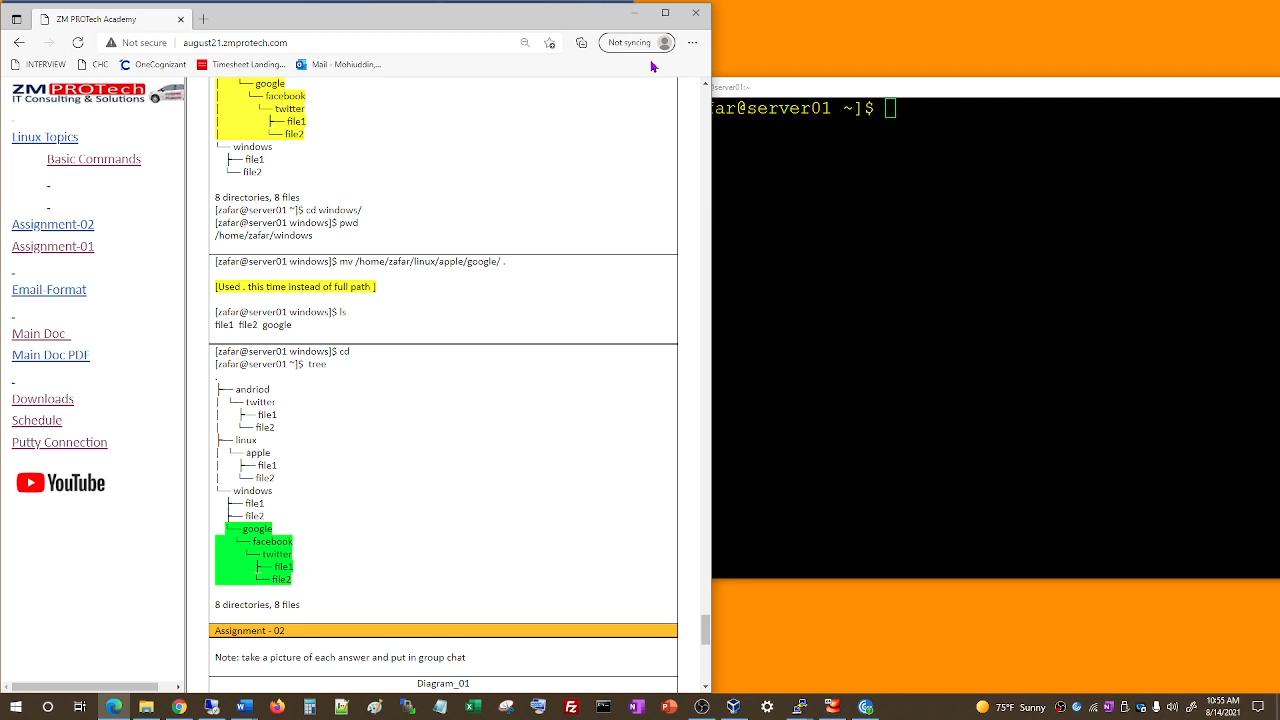 ZM PROTech Academy
Not secure august21.zmprotech.com
Not syncing
INTERVIEW CHC OneCognizant Timesheet Landing... Mail - Mohiuddin,...
ZM PROTech
IT Consulting & Solutions
Linux Topics
Basic Commands
Assignment-02
Assignment-01
Email-Format
Main Doc
Main Doc PDF
Downloads
Schedule
Putty Connection
YouTube
google
facebook
twitter
file1
file2
windows
file1
file2
8 directories, 8 files
[zafar@server01 ~]$ cd windows/
[zafar@server01 windows]$ pwd
/home/zafar/windows
[zafar@server01 windows]$ mv /home/zafar/linux/apple/google/ .
[Used . this time instead of full path ]
[zafar@server01 windows]$ ls
file1 file2 google
[zafar@server01 windows]$ cd
[zafar@server01 ~]$ tree
.
├── andriod
│ └── twitter
│ ├── file1
│ └── file2
├── linux
│ └── apple
│ ├── file1
│ └── file2
└── windows
├── file1
├── file2
└── google
└── facebook
└── twitter
├── file1
└── file2
8 directories, 8 files
Assignment - 02
Note: take a picture of each answer and put in group chat
Diagram_01
server01:~
far@server01 ~]$
75°F Sunny
10:55 AM
8/14/2021